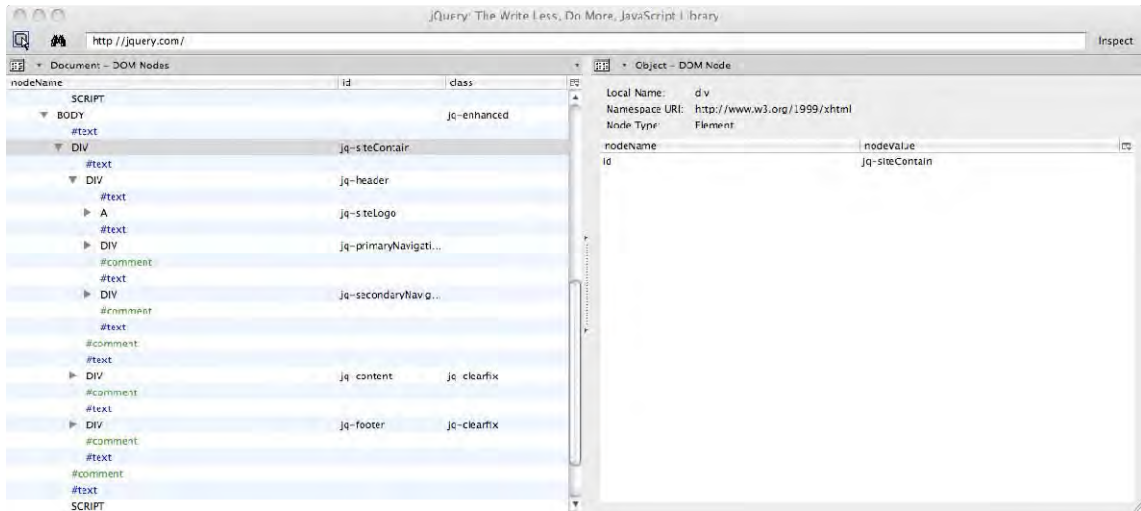 jQuery: The Write Less, Do More, JavaScript Library
http://jquery.com/
Inspect
Document – DOM Nodes
nodeName id class
SCRIPT
BODY jq-enhanced
#text
DIV jq-siteContain
#text
DIV jq-header
#text
A jq-siteLogo
#text
DIV jq-primaryNavigati...
#comment
#text
DIV jq-secondaryNavig...
#comment
#text
#comment
#text
DIV jq-content jq-clearfix
#comment
#text
DIV jq-footer jq-clearfix
#comment
#text
#comment
#text
SCRIPT
Object – DOM Node
Local Name: div
Namespace URI: http://www.w3.org/1999/xhtml
Node Type: Element
nodeName nodeValue
id jq-siteContain